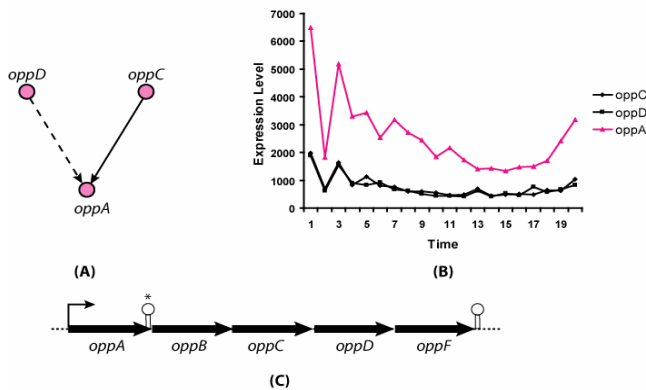 oppD
oppC
oppA
(A)
Expression Level
7000
6000
5000
4000
3000
2000
1000
0
1 3 5 7 9 11 13 15 17 19
Time
oppC
oppD
oppA
(B)
*
oppA oppB oppC oppD oppF
(C)